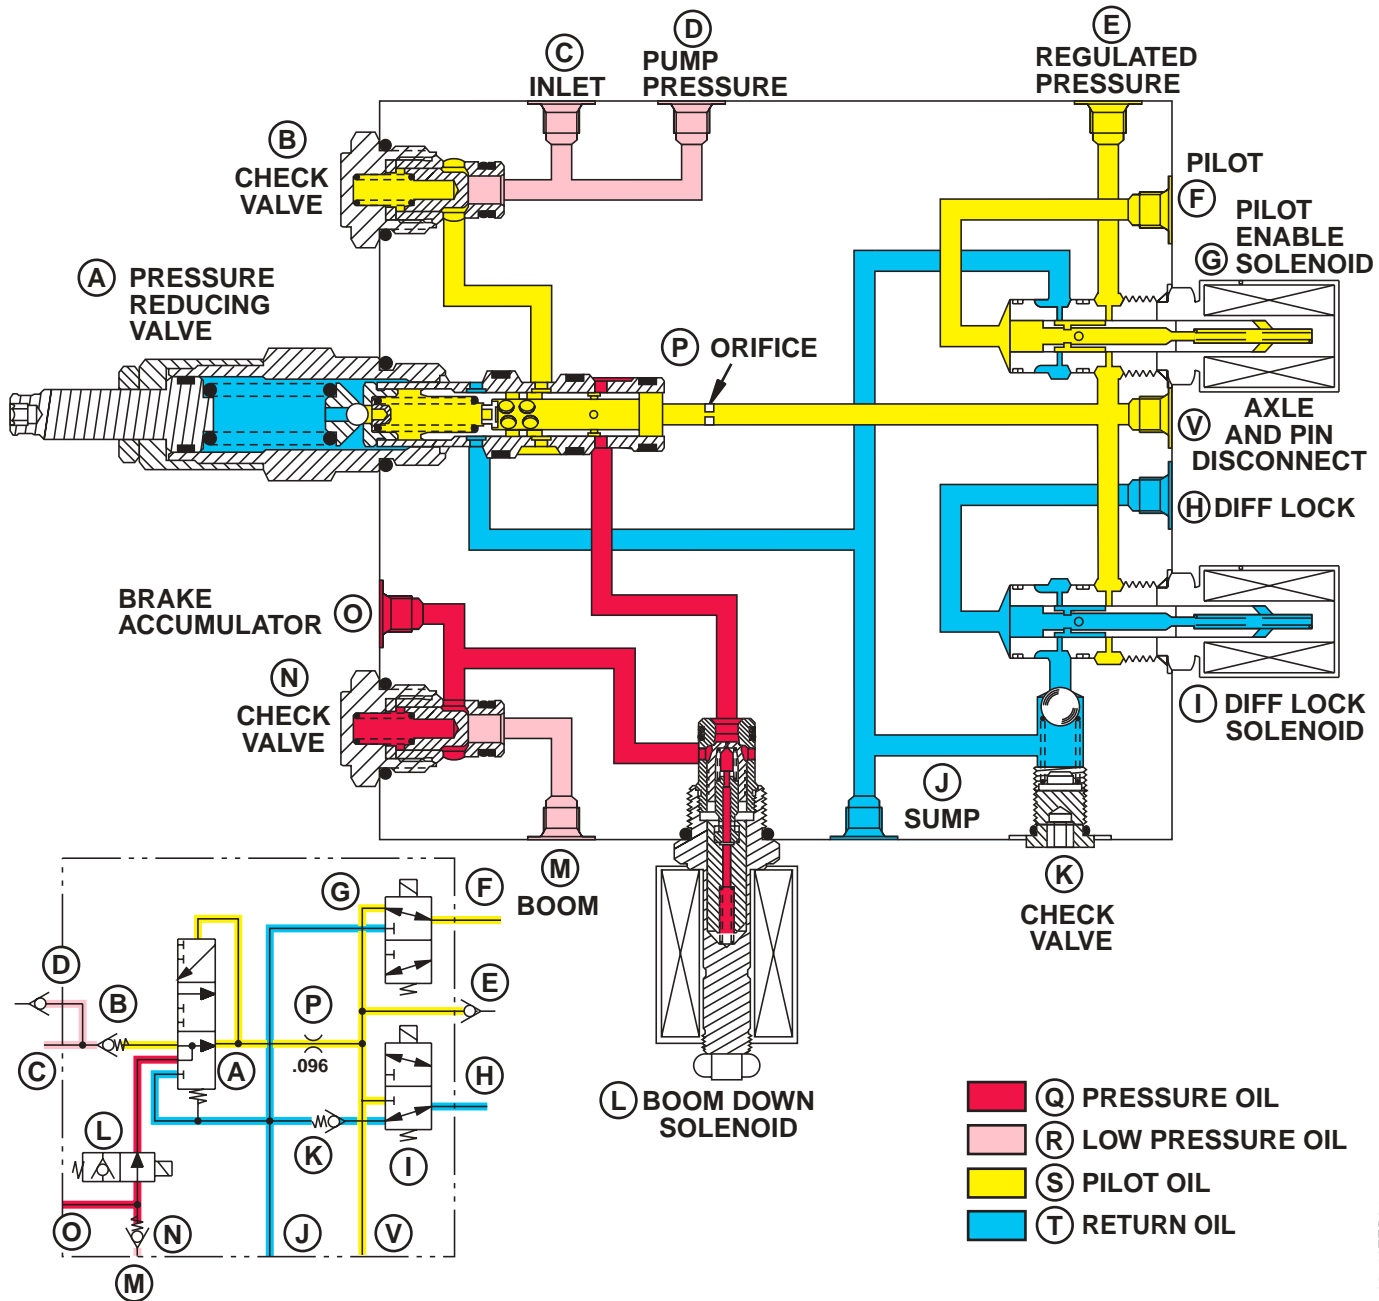 C INLET
D PUMP PRESSURE
E REGULATED PRESSURE
B CHECK VALVE
PILOT F
A PRESSURE REDUCING VALVE
G PILOT ENABLE SOLENOID
P ORIFICE
V AXLE AND PIN DISCONNECT
H DIFF LOCK
BRAKE ACCUMULATOR O
N CHECK VALVE
I DIFF LOCK SOLENOID
J SUMP
M BOOM
K CHECK VALVE
L BOOM DOWN SOLENOID
G
F
D
B
P
E
C
A
.096
H
L
K
I
O
N
J
V
M
Q PRESSURE OIL
R LOW PRESSURE OIL
S PILOT OIL
T RETURN OIL